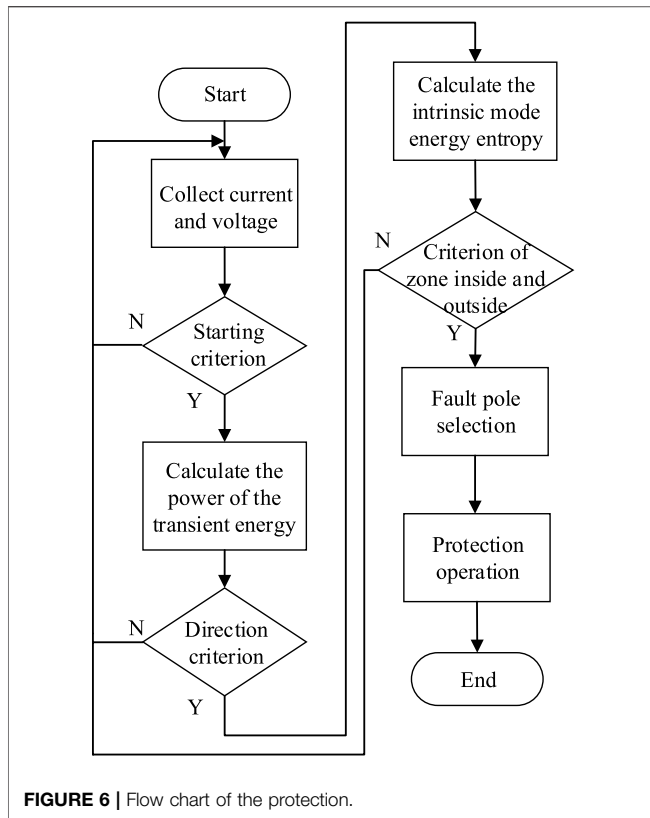 Start
Collect current
and voltage
N
Starting
criterion
Y
Calculate the
power of the
transient energy
N
Direction
criterion
Y
Calculate the
intrinsic mode
energy entropy
N
Criterion of
zone inside and
outside
Y
Fault pole
selection
Protection
operation
End
FIGURE 6 | Flow chart of the protection.